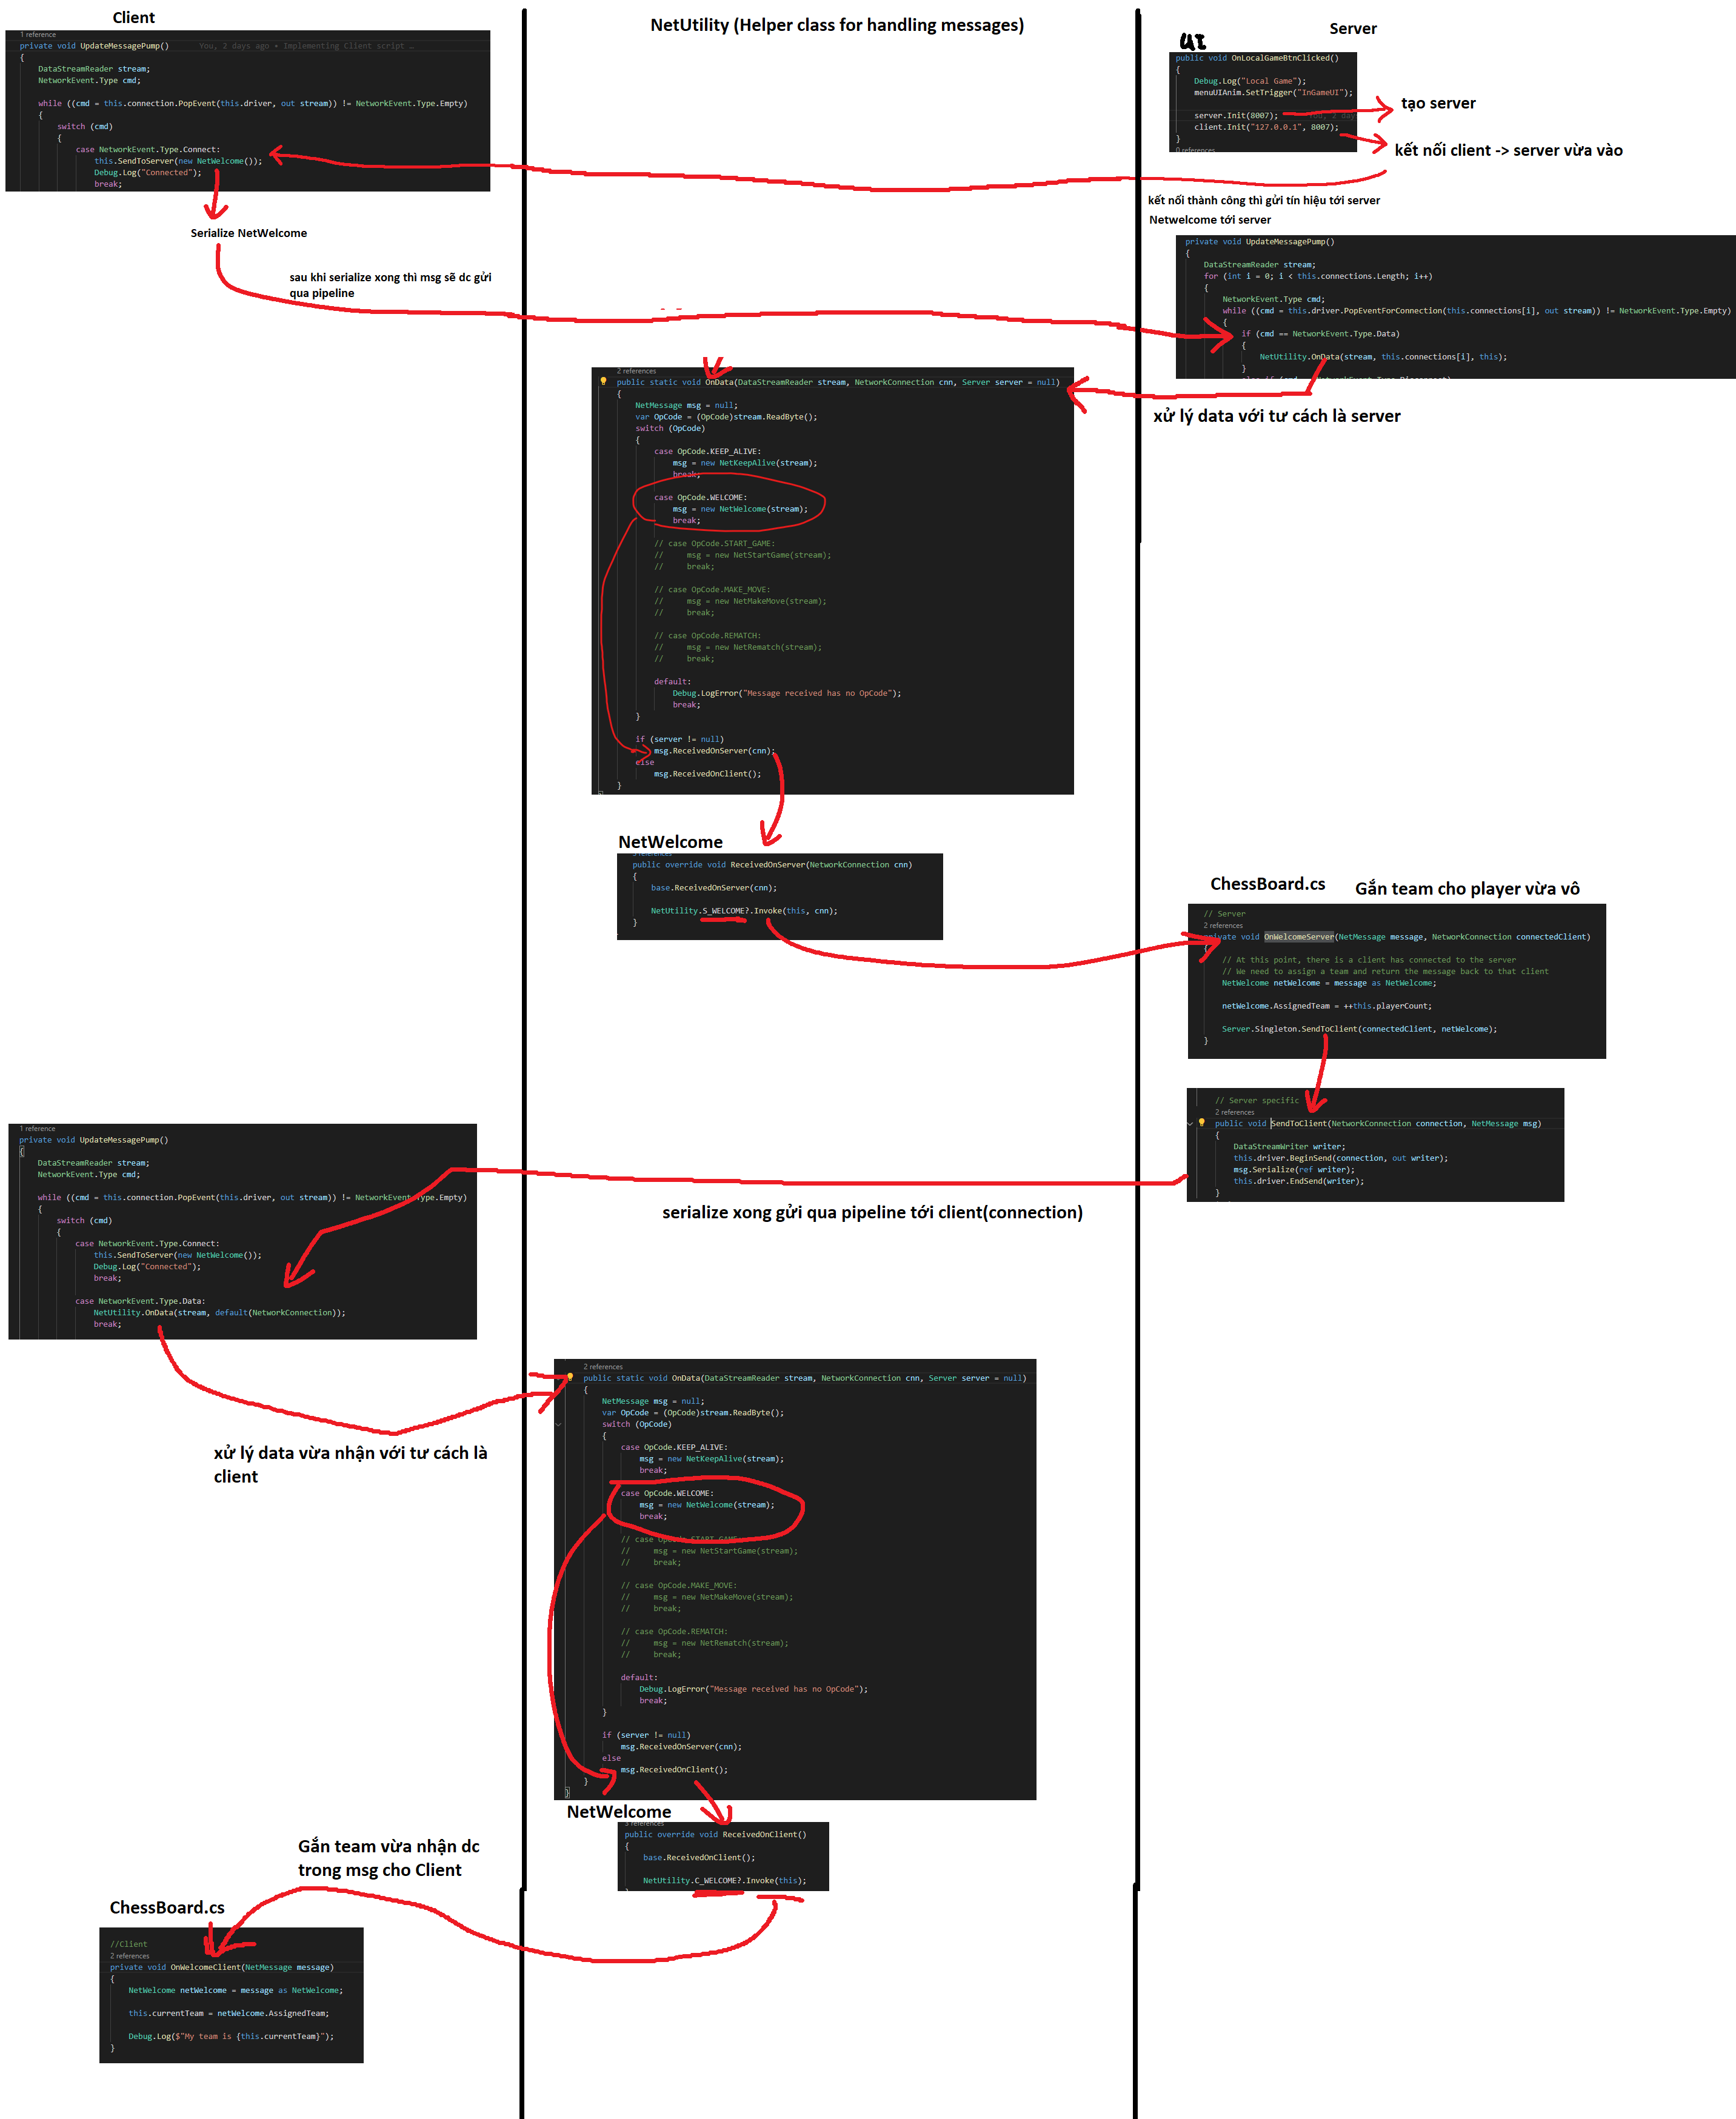 Client
NetUtility (Helper class for handling messages)
Server
UI
1 reference
private void UpdateMessagePump()
You, 2 days ago • Implementing Client script …
{
DataStreamReader stream;
NetworkEvent.Type cmd;
while ((cmd = this.connection.PopEvent(this.driver, out stream)) != NetworkEvent.Type.Empty)
{
switch (cmd)
{
case NetworkEvent.Type.Connect:
this.SendToServer(new NetWelcome());
Debug.Log("Connected");
break;
public void OnLocalGameBtnClicked()
{
Debug.Log("Local Game");
menuUIAnim.SetTrigger("InGameUI");
server.Init(8007);
You, 2 day
client.Init("127.0.0.1", 8007);
}
0 references
tạo server
kết nối client -> server vừa vào
kết nối thành công thì gửi tín hiệu tới server
Netwelcome tới server
Serialize NetWelcome
sau khi serialize xong thì msg sẽ dc gửi
qua pipeline
private void UpdateMessagePump()
{
DataStreamReader stream;
for (int i = 0; i < this.connections.Length; i++)
{
NetworkEvent.Type cmd;
while ((cmd = this.driver.PopEventForConnection(this.connections[i], out stream)) != NetworkEvent.Type.Empty)
{
if (cmd == NetworkEvent.Type.Data)
{
NetUtility.OnData(stream, this.connections[i], this);
}
xử lý data với tư cách là server
2 references
public static void OnData(DataStreamReader stream, NetworkConnection cnn, Server server = null)
{
NetMessage msg = null;
var OpCode = (OpCode)stream.ReadByte();
switch (OpCode)
{
case OpCode.KEEP_ALIVE:
msg = new NetKeepAlive(stream);
break;
case OpCode.WELCOME:
msg = new NetWelcome(stream);
break;
// case OpCode.START_GAME:
// msg = new NetStartGame(stream);
// break;
// case OpCode.MAKE_MOVE:
// msg = new NetMakeMove(stream);
// break;
// case OpCode.REMATCH:
// msg = new NetRematch(stream);
// break;
default:
Debug.LogError("Message received has no OpCode");
break;
}
if (server != null)
msg.ReceivedOnServer(cnn);
else
msg.ReceivedOnClient();
}
NetWelcome
3 references
public override void ReceivedOnServer(NetworkConnection cnn)
{
base.ReceivedOnServer(cnn);
NetUtility.S_WELCOME?.Invoke(this, cnn);
}
ChessBoard.cs
Gắn team cho player vừa vô
// Server
2 references
private void OnWelcomeServer(NetMessage message, NetworkConnection connectedClient)
{
// At this point, there is a client has connected to the server
// We need to assign a team and return the message back to that client
NetWelcome netWelcome = message as NetWelcome;
netWelcome.AssignedTeam = ++this.playerCount;
Server.Singleton.SendToClient(connectedClient, netWelcome);
}
// Server specific
2 references
public void SendToClient(NetworkConnection connection, NetMessage msg)
{
DataStreamWriter writer;
this.driver.BeginSend(connection, out writer);
msg.Serialize(ref writer);
this.driver.EndSend(writer);
}
serialize xong gửi qua pipeline tới client(connection)
1 reference
private void UpdateMessagePump()
{
DataStreamReader stream;
NetworkEvent.Type cmd;
while ((cmd = this.connection.PopEvent(this.driver, out stream)) != NetworkEvent.Type.Empty)
{
switch (cmd)
{
case NetworkEvent.Type.Connect:
this.SendToServer(new NetWelcome());
Debug.Log("Connected");
break;
case NetworkEvent.Type.Data:
NetUtility.OnData(stream, default(NetworkConnection));
break;
xử lý data vừa nhận với tư cách là
client
2 references
public static void OnData(DataStreamReader stream, NetworkConnection cnn, Server server = null)
{
NetMessage msg = null;
var OpCode = (OpCode)stream.ReadByte();
switch (OpCode)
{
case OpCode.KEEP_ALIVE:
msg = new NetKeepAlive(stream);
break;
case OpCode.WELCOME:
msg = new NetWelcome(stream);
break;
// case OpCode.START_GAME:
// msg = new NetStartGame(stream);
// break;
// case OpCode.MAKE_MOVE:
// msg = new NetMakeMove(stream);
// break;
// case OpCode.REMATCH:
// msg = new NetRematch(stream);
// break;
default:
Debug.LogError("Message received has no OpCode");
break;
}
if (server != null)
msg.ReceivedOnServer(cnn);
else
msg.ReceivedOnClient();
}
}
NetWelcome
3 references
public override void ReceivedOnClient()
{
base.ReceivedOnClient();
NetUtility.C_WELCOME?.Invoke(this);
Gắn team vừa nhận dc
trong msg cho Client
ChessBoard.cs
//Client
2 references
private void OnWelcomeClient(NetMessage message)
{
NetWelcome netWelcome = message as NetWelcome;
this.currentTeam = netWelcome.AssignedTeam;
Debug.Log($"My team is {this.currentTeam}");
}